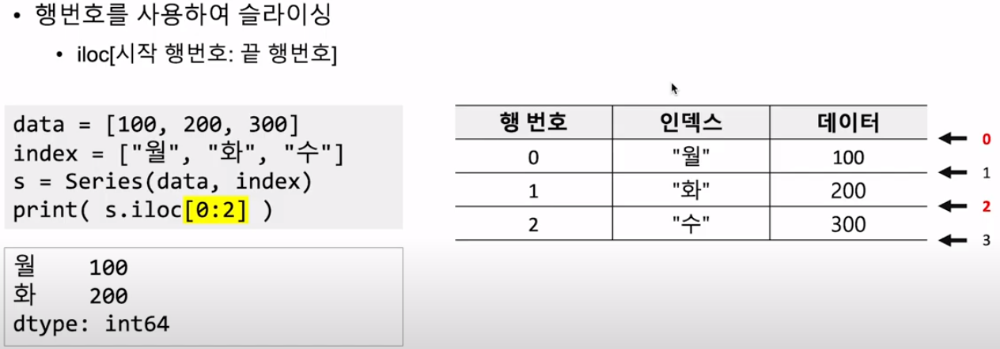 • 행번호를 사용하여 슬라이싱
• iloc[시작 행번호: 끝 행번호]
data = [100, 200, 300]
index = ["월", "화", "수"]
s = Series(data, index)
print( s.iloc[0:2] )
월 100
화 200
dtype: int64
행 번호 인덱스 데이터
0 "월" 100
1 "화" 200
2 "수" 300
0
1
2
3